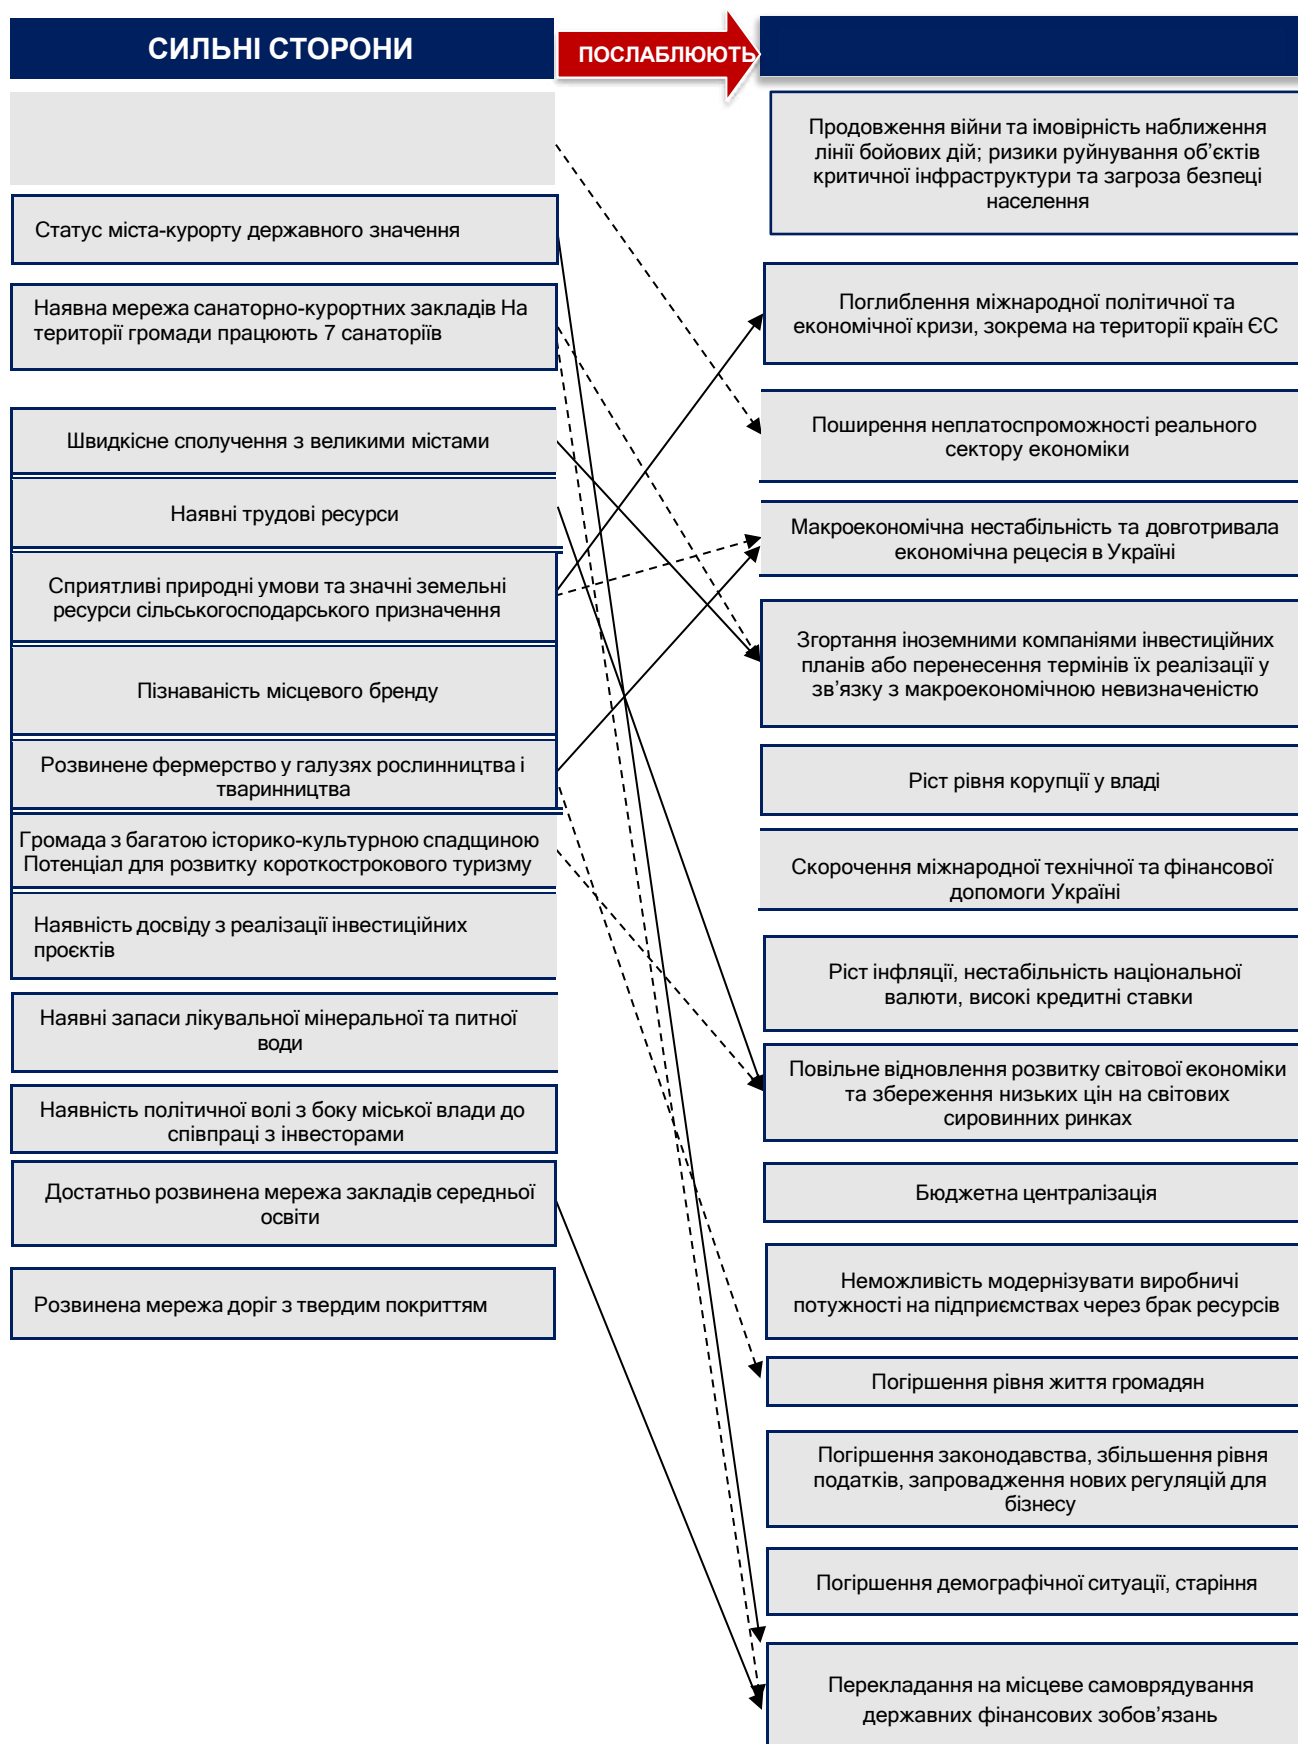 СИЛЬНІ СТОРОНИ
ПОСЛАБЛЮЮТЬ
Статус міста-курорту державного значення
Наявна мережа санаторно-курортних закладів На
території громади працюють 7 санаторіїв
Швидкісне сполучення з великими містами
Наявні трудові ресурси
Сприятливі природні умови та значні земельні
ресурси сільськогосподарського призначення
Пізнаваність місцевого бренду
Розвинене фермерство у галузях рослинництва і
тваринництва
Громада з багатою історико-культурною спадщиною
Потенціал для розвитку короткострокового туризму
Наявність досвіду з реалізації інвестиційних
проєктів
Наявні запаси лікувальної мінеральної та питної
води
Наявність політичної волі з боку міської влади до
співпраці з інвесторами
Достатньо розвинена мережа закладів середньої
освіти
Розвинена мережа доріг з твердим покриттям
Продовження війни та імовірність наближення
лінії бойових дій; ризики руйнування об’єктів
критичної інфраструктури та загроза безпеці
населення
Поглиблення міжнародної політичної та
економічної кризи, зокрема на території країн ЄС
Поширення неплатоспроможності реального
сектору економіки
Макроекономічна нестабільність та довготривала
економічна рецесія в Україні
Згортання іноземними компаніями інвестиційних
планів або перенесення термінів їх реалізації у
зв’язку з макроекономічною невизначеністю
Ріст рівня корупції у владі
Скорочення міжнародної технічної та фінансової
допомоги Україні
Ріст інфляції, нестабільність національної
валюти, високі кредитні ставки
Повільне відновлення розвитку світової економіки
та збереження низьких цін на світових
сировинних ринках
Бюджетна централізація
Неможливість модернізувати виробничі
потужності на підприємствах через брак ресурсів
Погіршення рівня життя громадян
Погіршення законодавства, збільшення рівня
податків, запровадження нових регуляцій для
бізнесу
Погіршення демографічної ситуації, старіння
Перекладання на місцеве самоврядування
державних фінансових зобов’язань